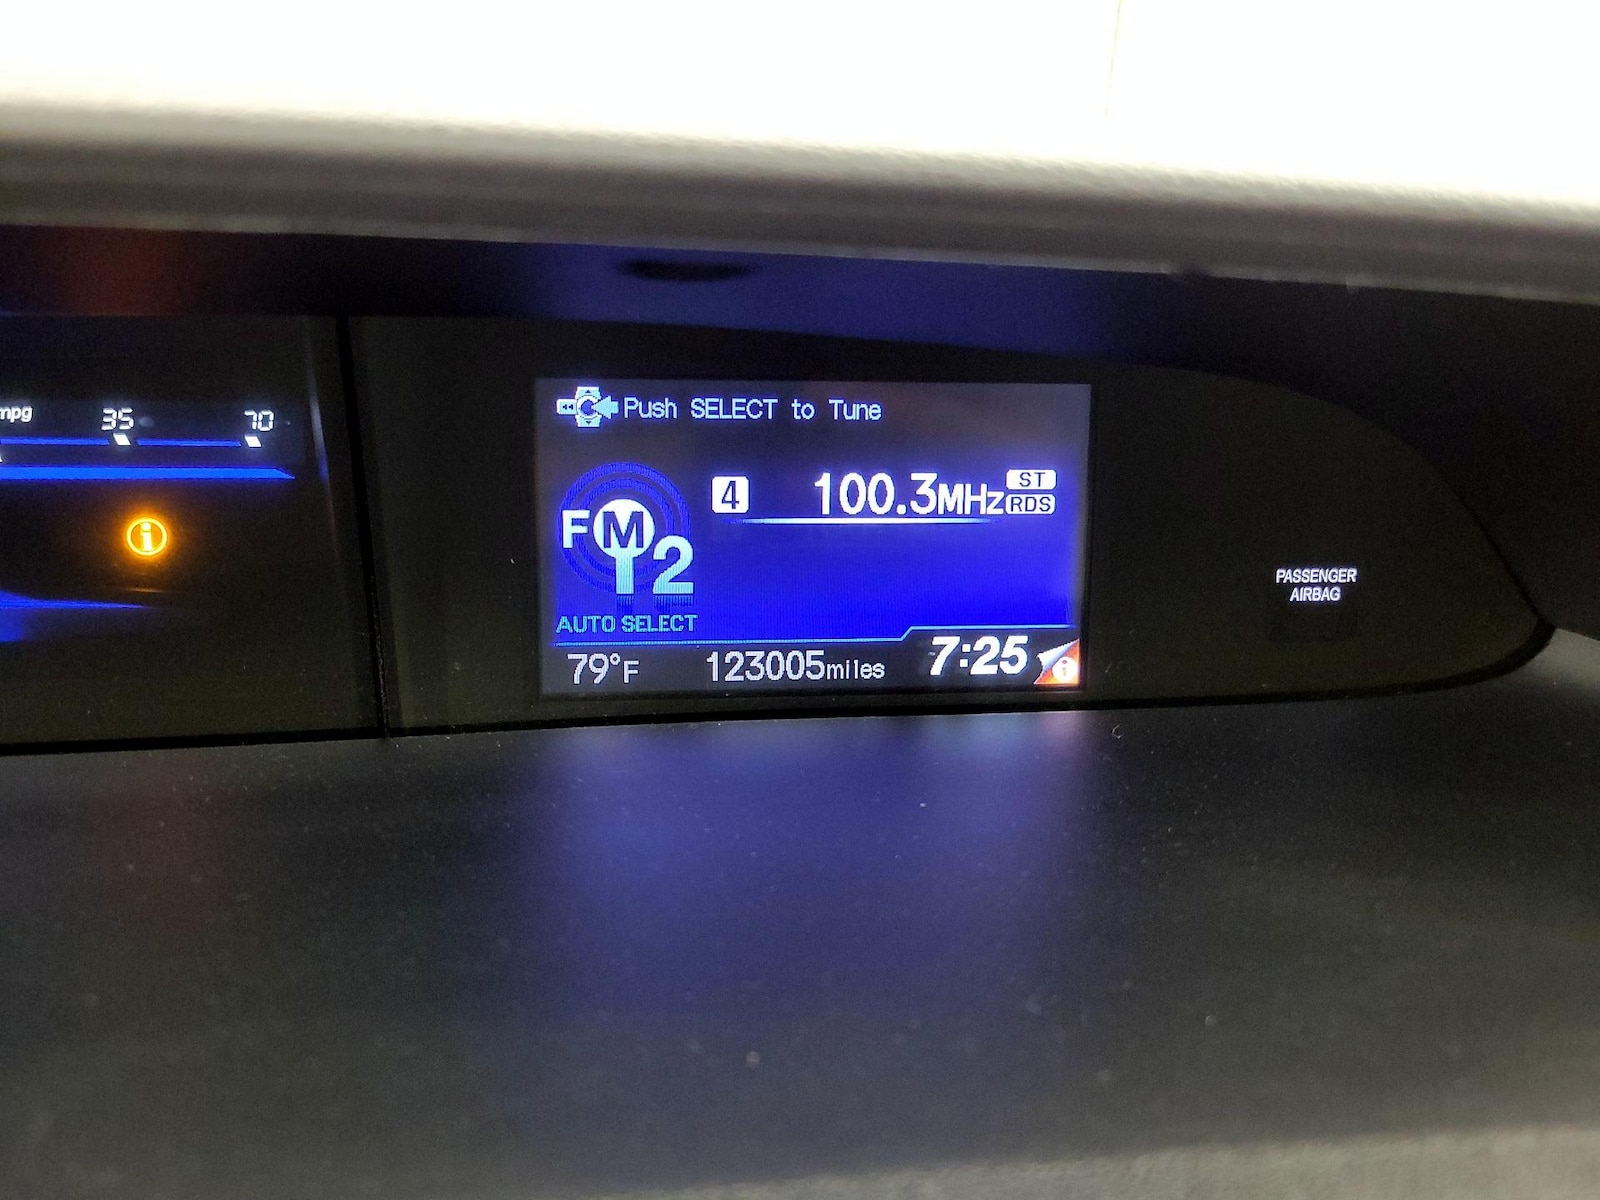 mpg 35 70
i
Push SELECT to Tune
4 100.3MHz ST
RDS
FM2
AUTO SELECT
79°F 123005miles 7:25 i
PASSENGER
AIRBAG